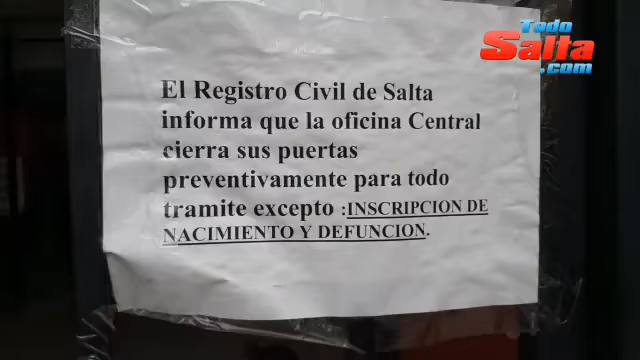 Todo
Salta
.com
El Registro Civil de Salta
informa que la oficina Central
cierra sus puertas
preventivamente para todo
tramite excepto :INSCRIPCION DE
NACIMIENTO Y DEFUNCION.